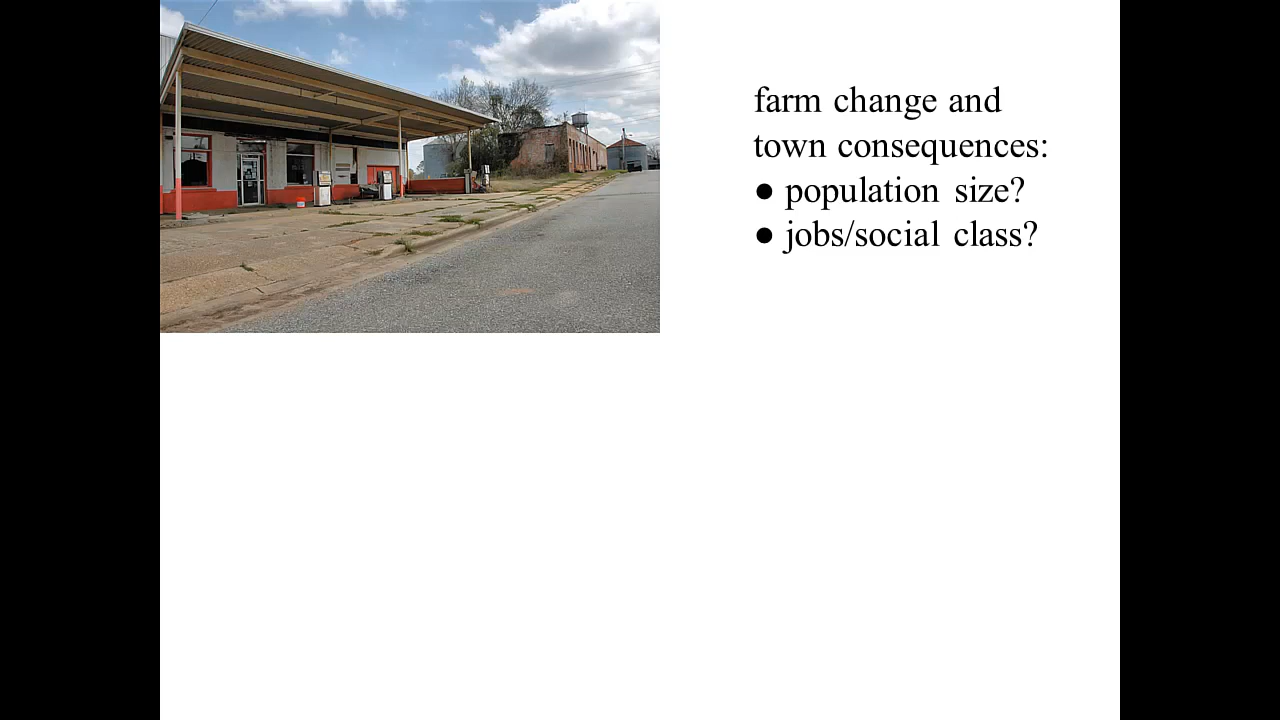 farm change and
town consequences:
● population size?
● jobs/social class?